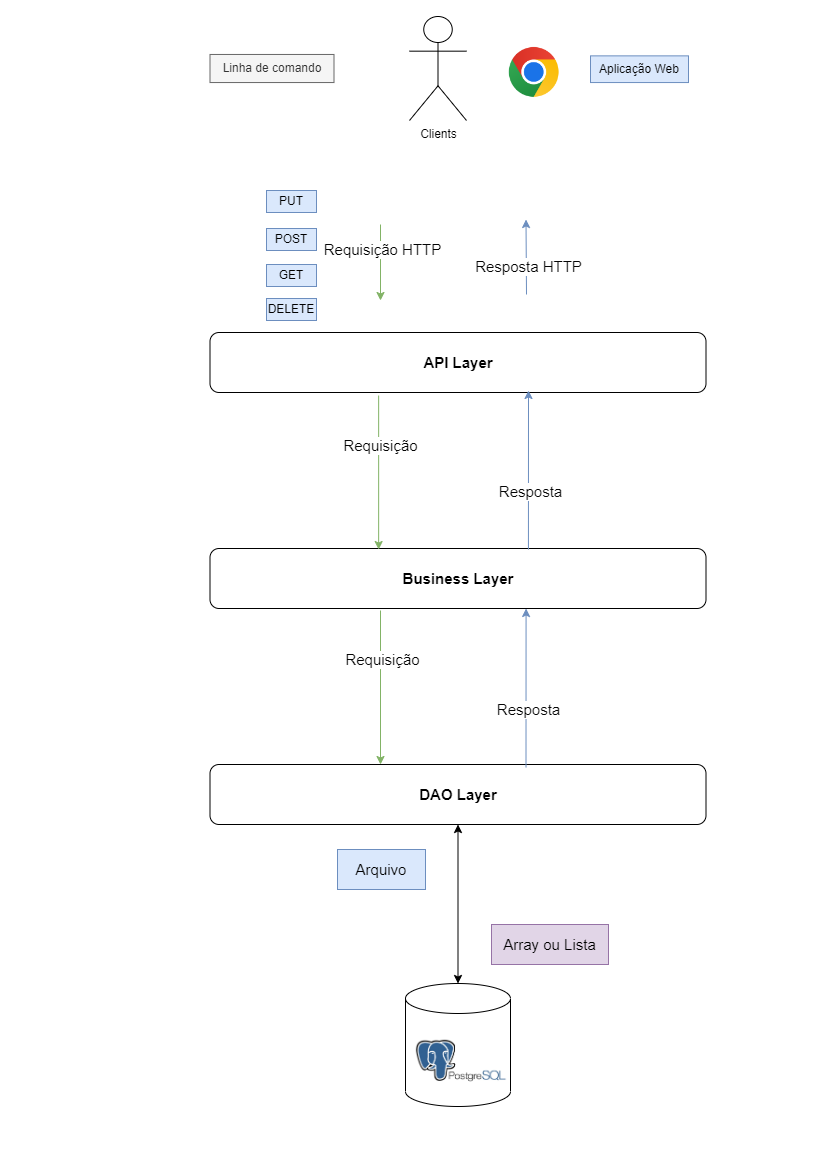 Linha de comando
Aplicação Web
Clients
PUT
POST
Requisição HTTP
Resposta HTTP
GET
DELETE
API Layer
Requisição
Resposta
Business Layer
Requisição
Resposta
DAO Layer
Arquivo
Array ou Lista
PostgreSQL